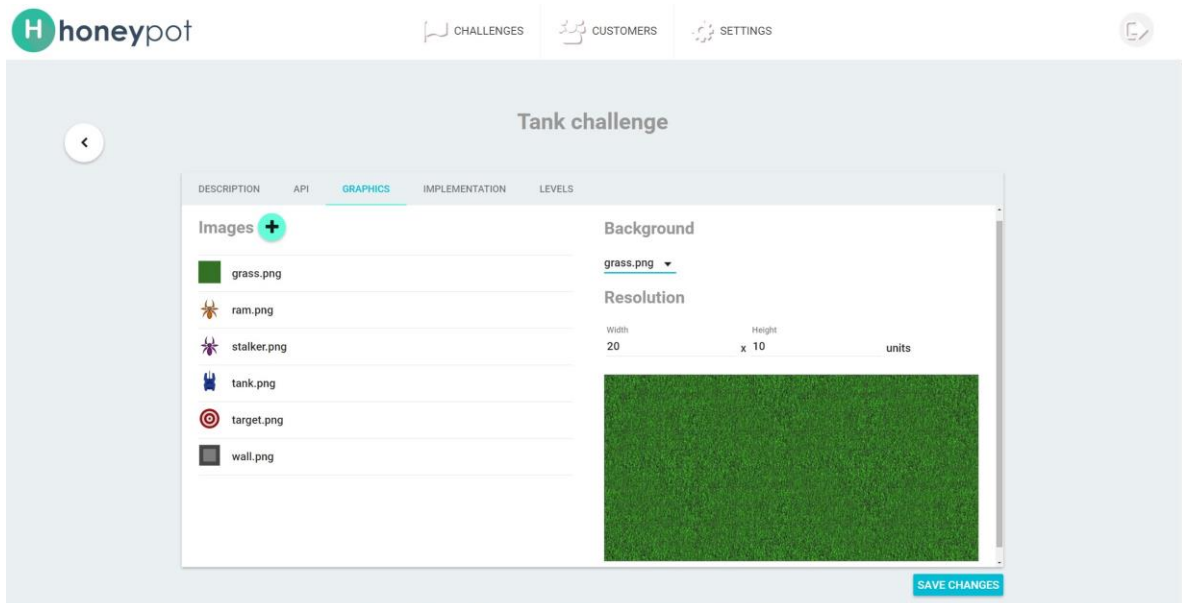 H honeypot
CHALLENGES CUSTOMERS SETTINGS
Tank challenge
DESCRIPTION API GRAPHICS IMPLEMENTATION LEVELS
Images +
grass.png
ram.png
stalker.png
tank.png
target.png
wall.png
Background
grass.png
Resolution
Width Height
20 x 10 units
SAVE CHANGES